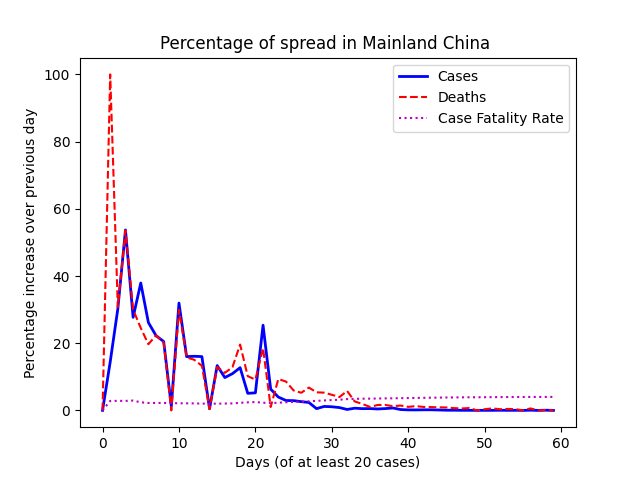 Percentage of spread in Mainland China
Cases
Deaths
Case Fatality Rate
Percentage increase over previous day
100
80
60
40
20
0
0 10 20 30 40 50 60
Days (of at least 20 cases)